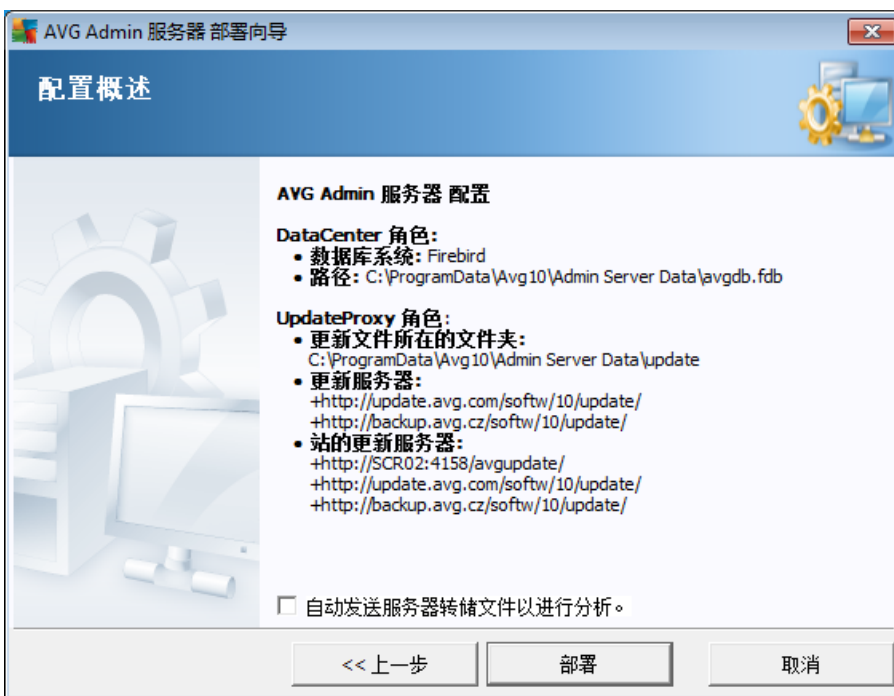 AVG Admin 服务器 部署向导
配置概述
AVG Admin 服务器 配置
DataCenter 角色:
• 数据库系统: Firebird
• 路径: C:\ProgramData\Avg10\Admin Server Data\avgdb.fdb
UpdateProxy 角色:
• 更新文件所在的文件夹:
C:\ProgramData\Avg10\Admin Server Data\update
• 更新服务器:
+http://update.avg.com/softw/10/update/
+http://backup.avg.cz/softw/10/update/
• 站的更新服务器:
+http://SCR02:4158/avgupdate/
+http://update.avg.com/softw/10/update/
+http://backup.avg.cz/softw/10/update/
自动发送服务器转储文件以进行分析。
<< 上一步
部署
取消